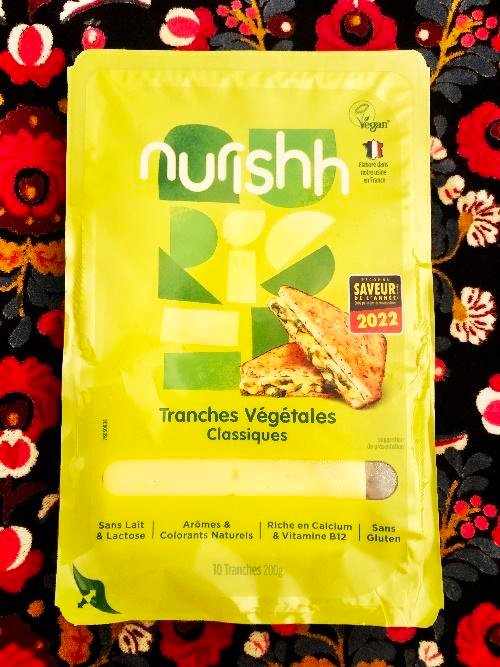 Vegan
Elaboré dans
notre usine
en France
nurishh
SAVEUR
DE L'ANNÉE
2022
Tranches Végétales
Classiques
suggestion
de présentation
Sans Lait
& Lactose
Arômes &
Colorants Naturels
Riche en Calcium
& Vitamine B12
Sans
Gluten
10 Tranches 200g